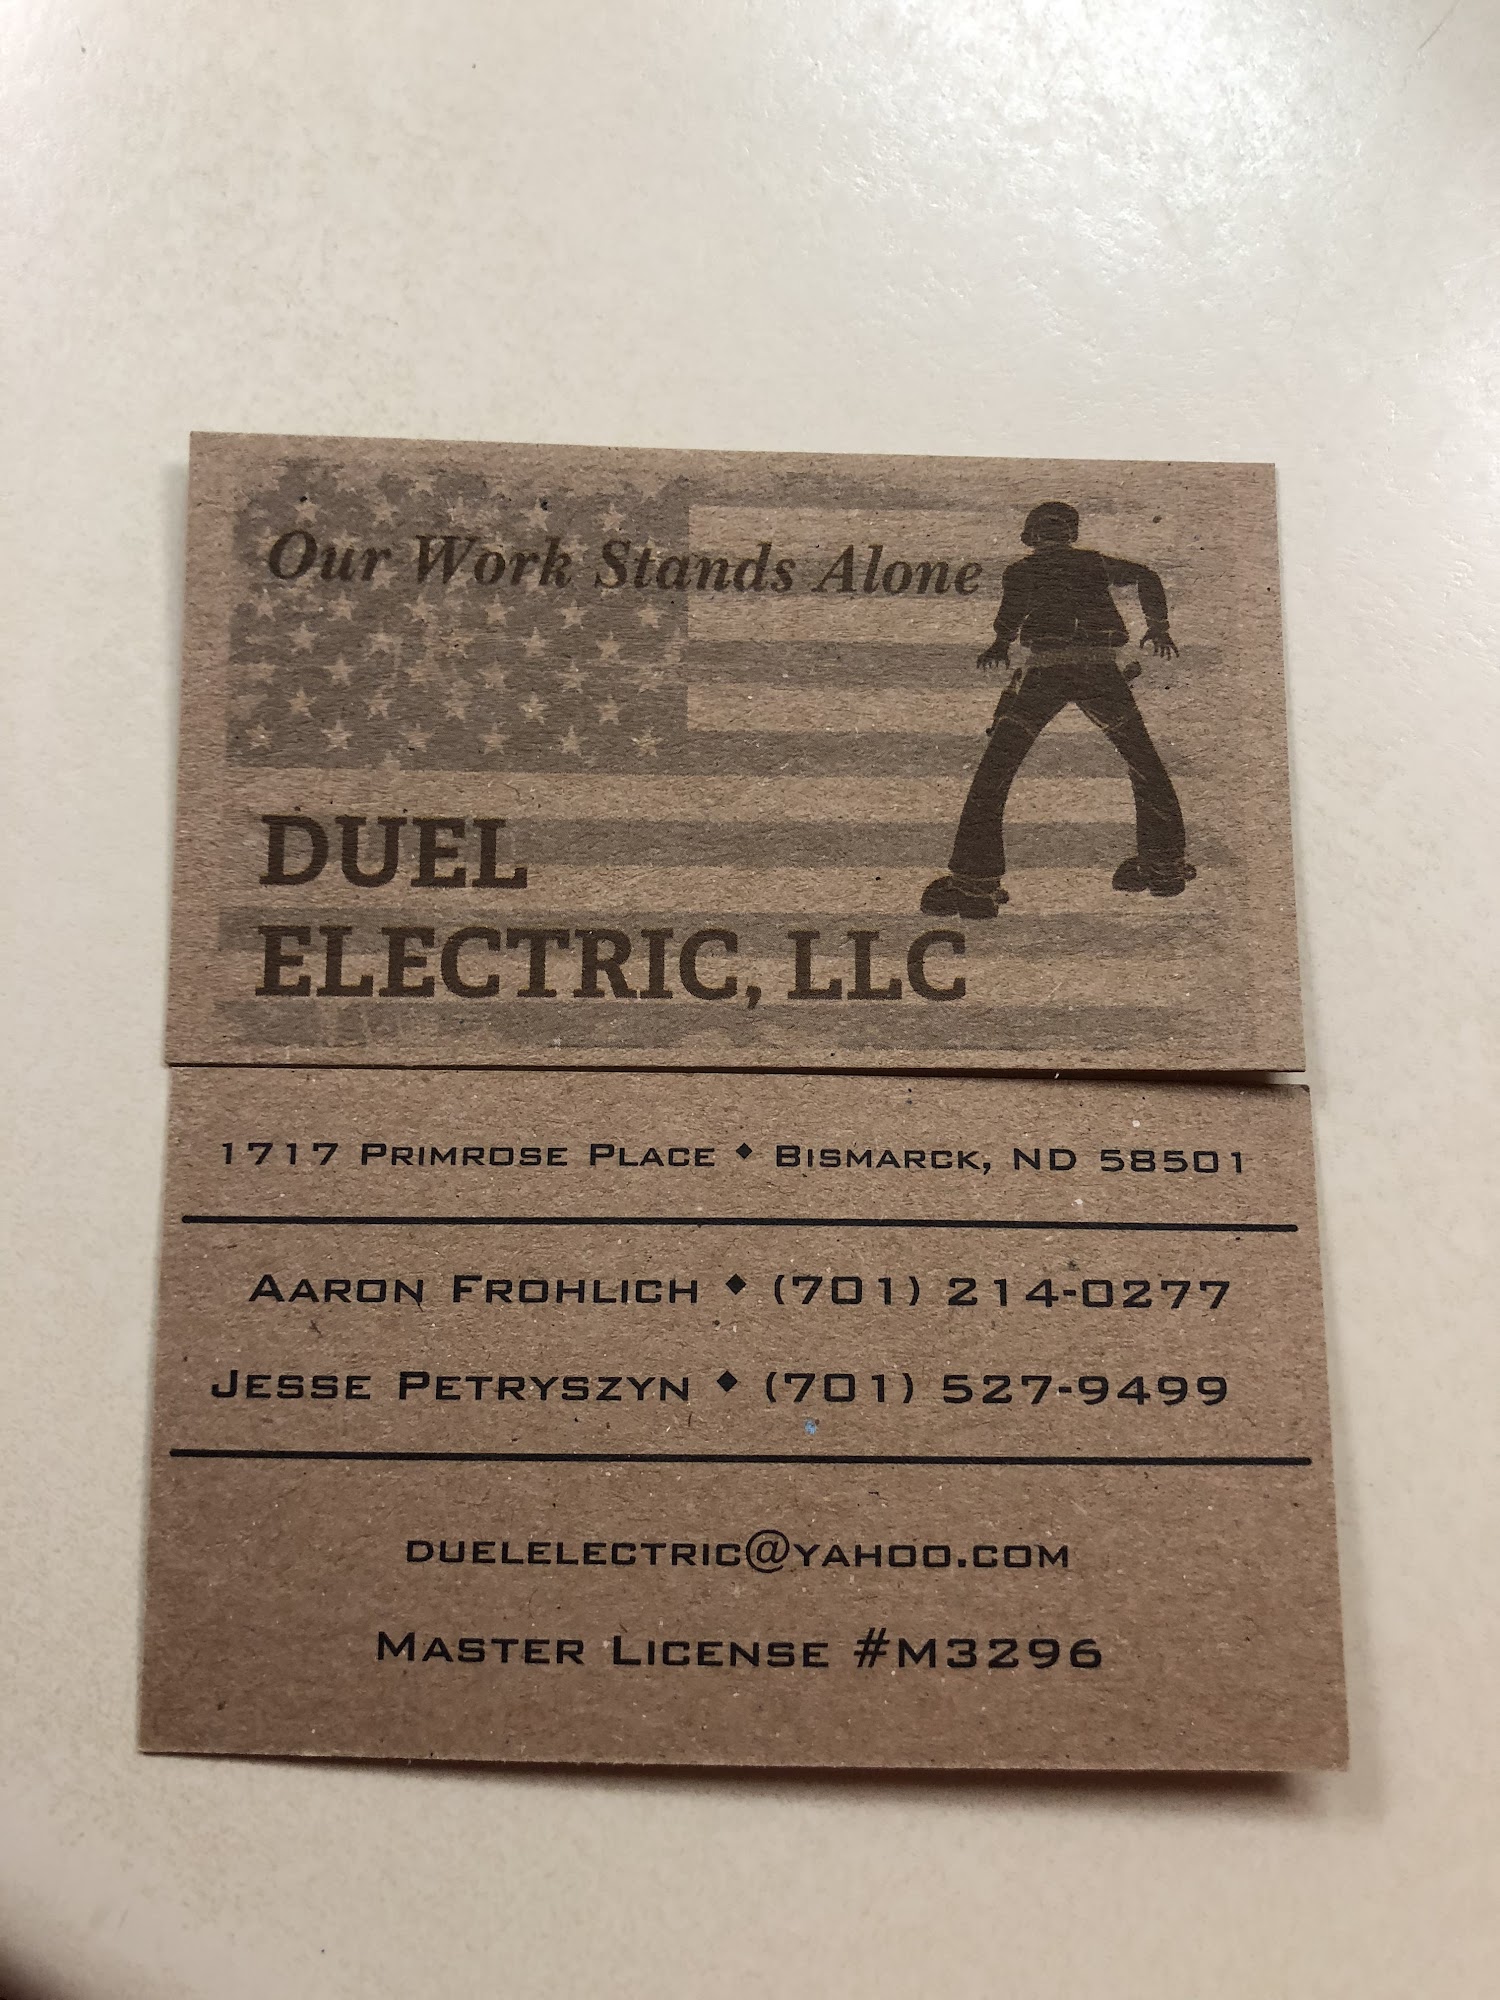 Our Work Stands Alone
DUEL
ELECTRIC, LLC
1717 Primrose Place ♦ Bismarck, ND 58501
Aaron Frohlich ♦ (701) 214-0277
Jesse Petryszyn ♦ (701) 527-9499
duelelectric@yahoo.com
Master License #M3296